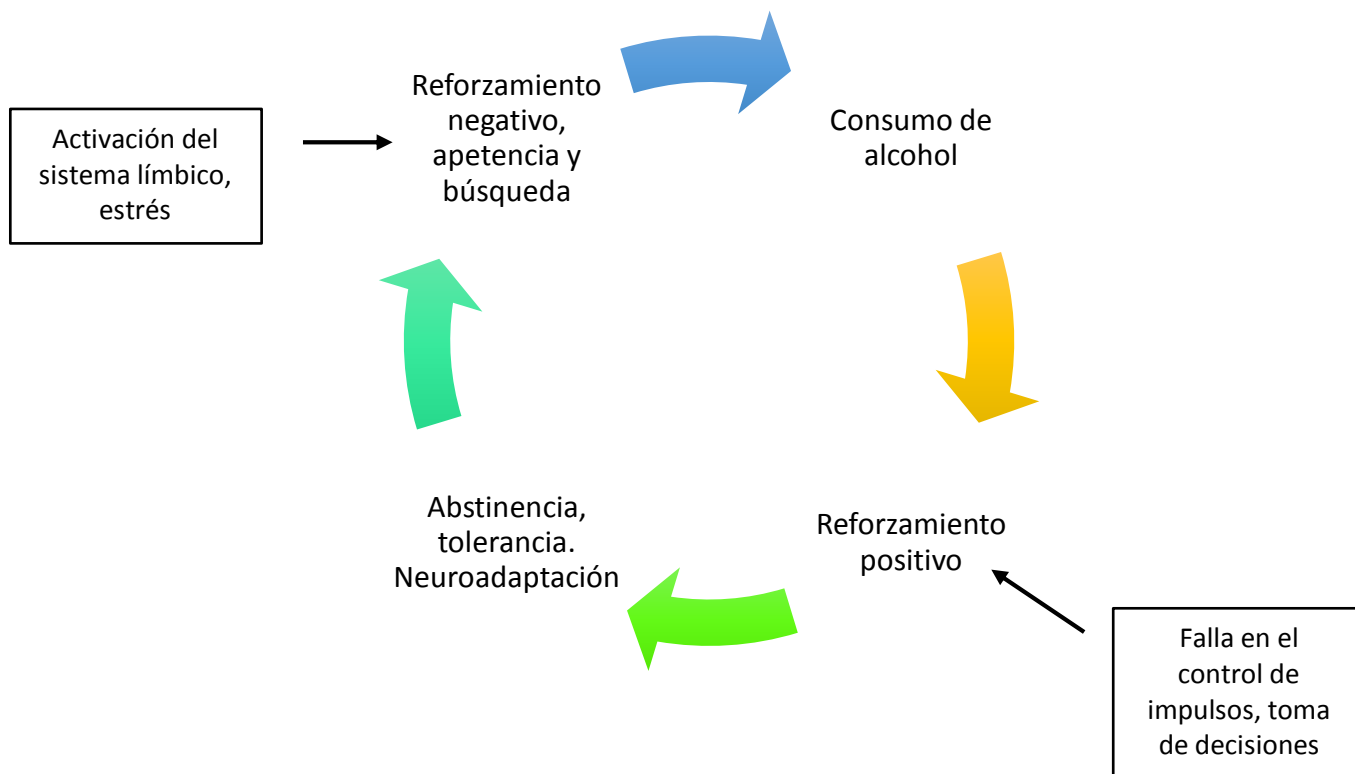 Reforzamiento
negativo,
apetencia y
búsqueda
Consumo de
alcohol
Activación del
sistema límbico,
estrés
Abstinencia,
tolerancia.
Neuroadaptación
Reforzamiento
positivo
Falla en el
control de
impulsos, toma
de decisiones